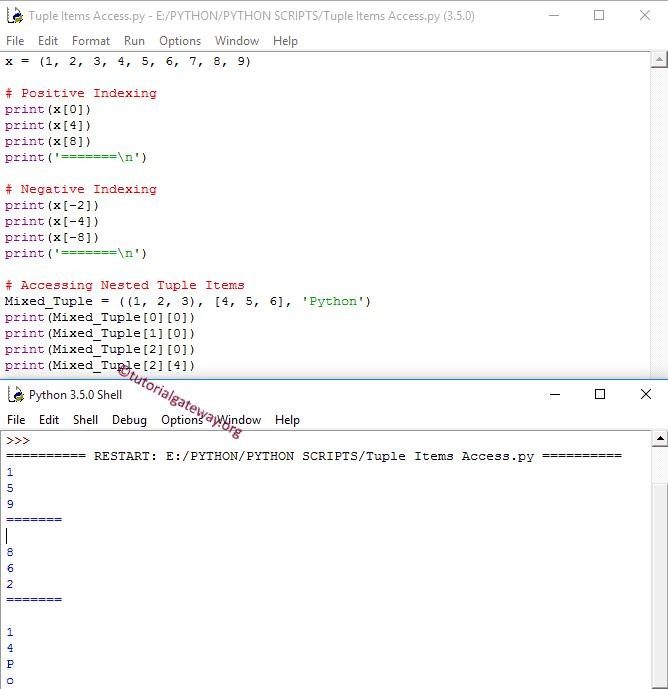 Tuple Items Access.py - E:/PYTHON/PYTHON SCRIPTS/Tuple Items Access.py (3.5.0)
File Edit Format Run Options Window Help
x = (1, 2, 3, 4, 5, 6, 7, 8, 9)
# Positive Indexing
print(x[0])
print(x[4])
print(x[8])
print('=======\n')
# Negative Indexing
print(x[-2])
print(x[-4])
print(x[-8])
print('=======\n')
# Accessing Nested Tuple Items
Mixed_Tuple = ((1, 2, 3), [4, 5, 6], 'Python')
print(Mixed_Tuple[0][0])
print(Mixed_Tuple[1][0])
print(Mixed_Tuple[2][0])
print(Mixed_Tuple[2][4])
©tutorialgateway.org
Python 3.5.0 Shell
File Edit Shell Debug Options Window Help
>>>
========== RESTART: E:/PYTHON/PYTHON SCRIPTS/Tuple Items Access.py ==========
1
5
9
=======
8
6
2
=======
1
4
P
o